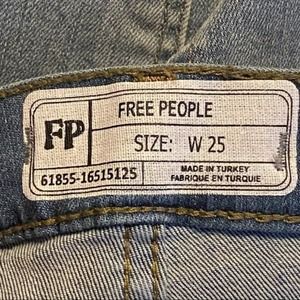 FP
FREE PEOPLE
SIZE: W 25
61855-16515125
MADE IN TURKEY
FABRIQUE EN TURQUIE